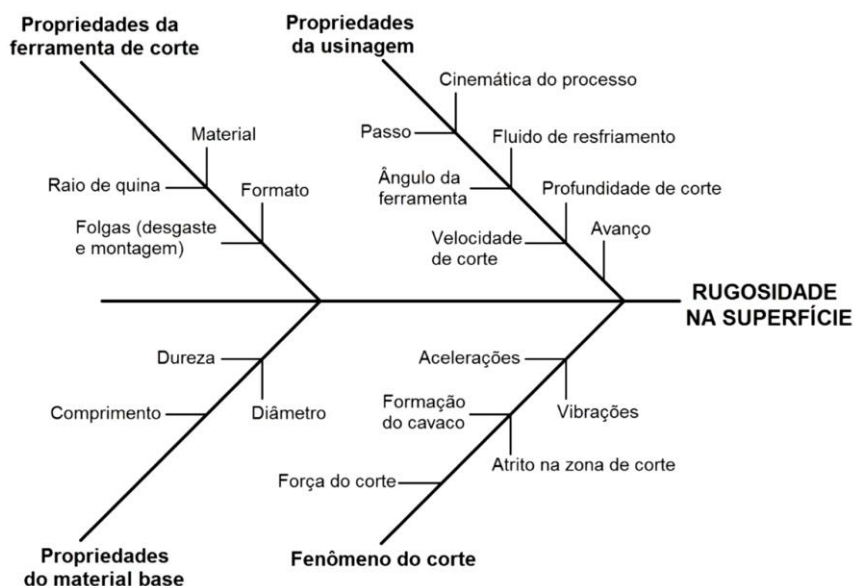 Propriedades da
ferramenta de corte
Propriedades
da usinagem
Material
Raio de quina
Formato
Folgas (desgaste
e montagem)
Cinemática do processo
Passo
Fluido de resfriamento
Ângulo da
ferramenta
Profundidade de corte
Velocidade
de corte
Avanço
RUGOSIDADE
NA SUPERFÍCIE
Dureza
Comprimento
Diâmetro
Acelerações
Formação
do cavaco
Vibrações
Atrito na zona de corte
Força do corte
Propriedades
do material base
Fenômeno do corte